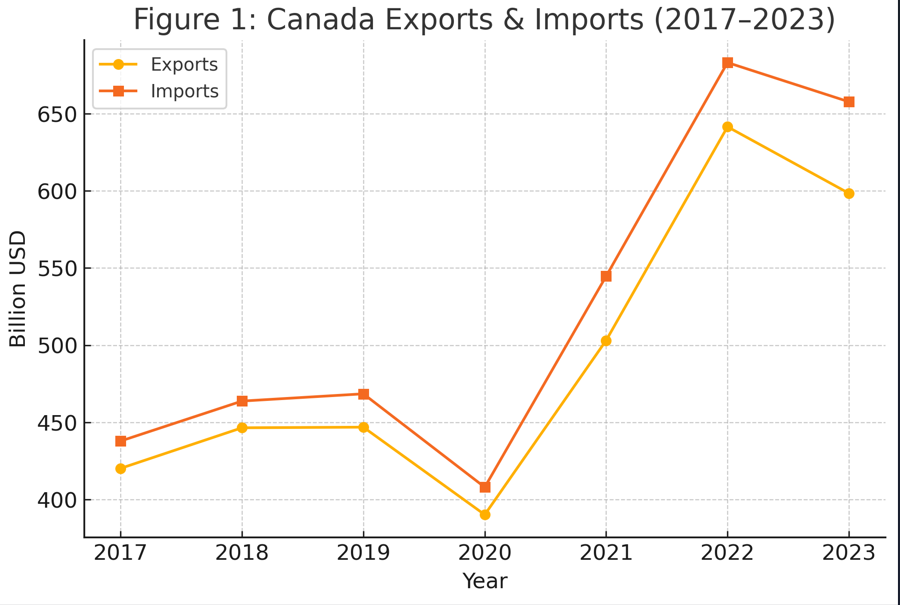 Figure 1: Canada Exports & Imports (2017–2023)
Exports
Imports
650
600
550
500
450
400
Billion USD
2017 2018 2019 2020 2021 2022 2023
Year